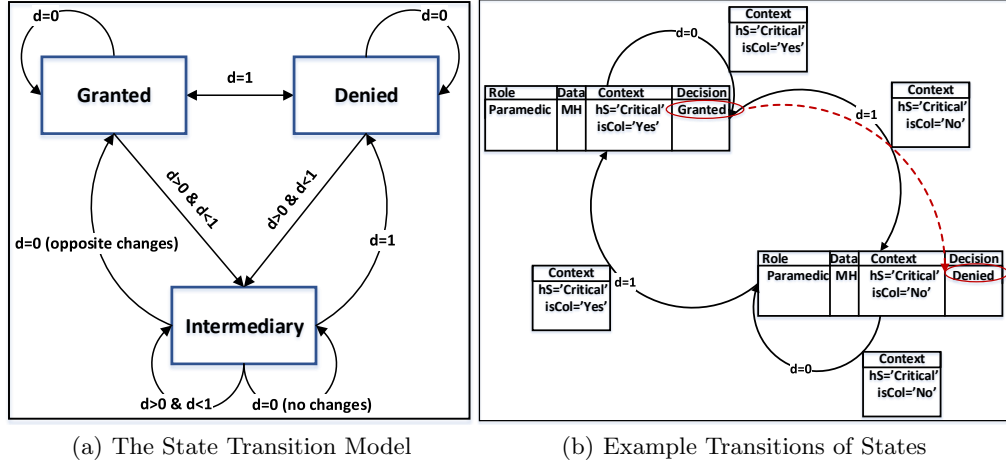 d=0
d=0
Granted
d=1
Denied
d>0 & d<1
d>0 & d<1
d=0 (opposite changes)
d=1
Intermediary
d>0 & d<1
d=0 (no changes)
(a) The State Transition Model
Context
hS='Critical'
isCol='Yes'
d=0
Role Data Context Decision
Paramedic MH hS='Critical' Granted
isCol='Yes'
Context
hS='Critical'
isCol='No'
d=1
Role Data Context Decision
Paramedic MH hS='Critical' Denied
isCol='No'
Context
hS='Critical'
isCol='Yes'
d=1
d=0
Context
hS='Critical'
isCol='No'
(b) Example Transitions of States